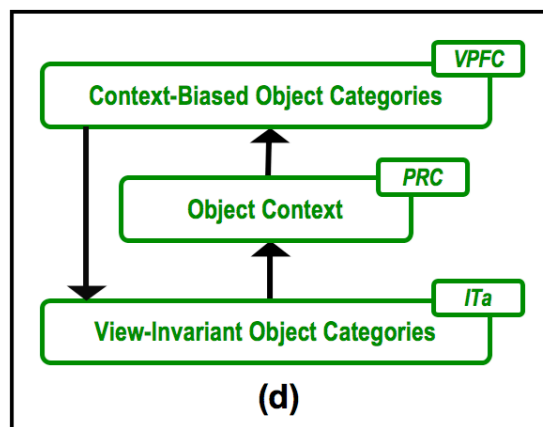 VPFC
Context-Biased Object Categories
PRC
Object Context
ITa
View-Invariant Object Categories
(d)